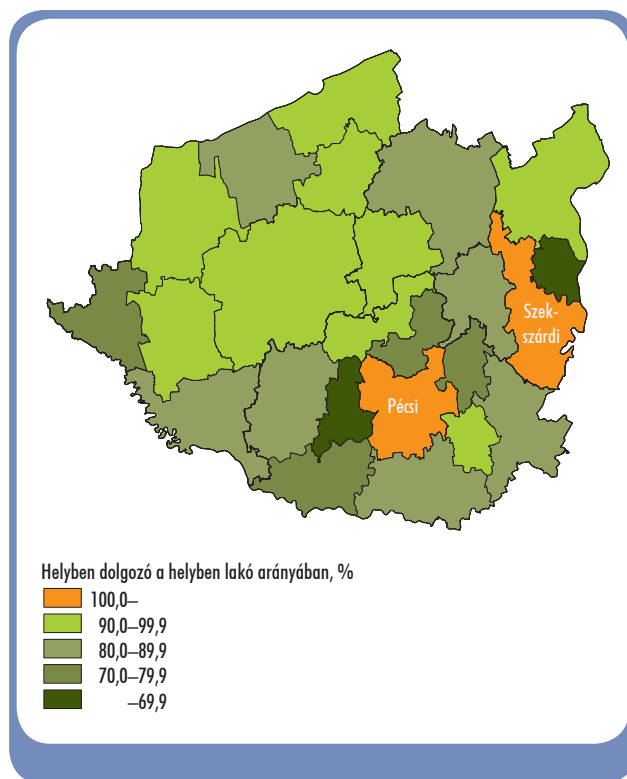 Szek-
szárdi
Pécsi
Helyben dolgozó a helyben lakó arányában, %
100,0–
90,0–99,9
80,0–89,9
70,0–79,9
–69,9